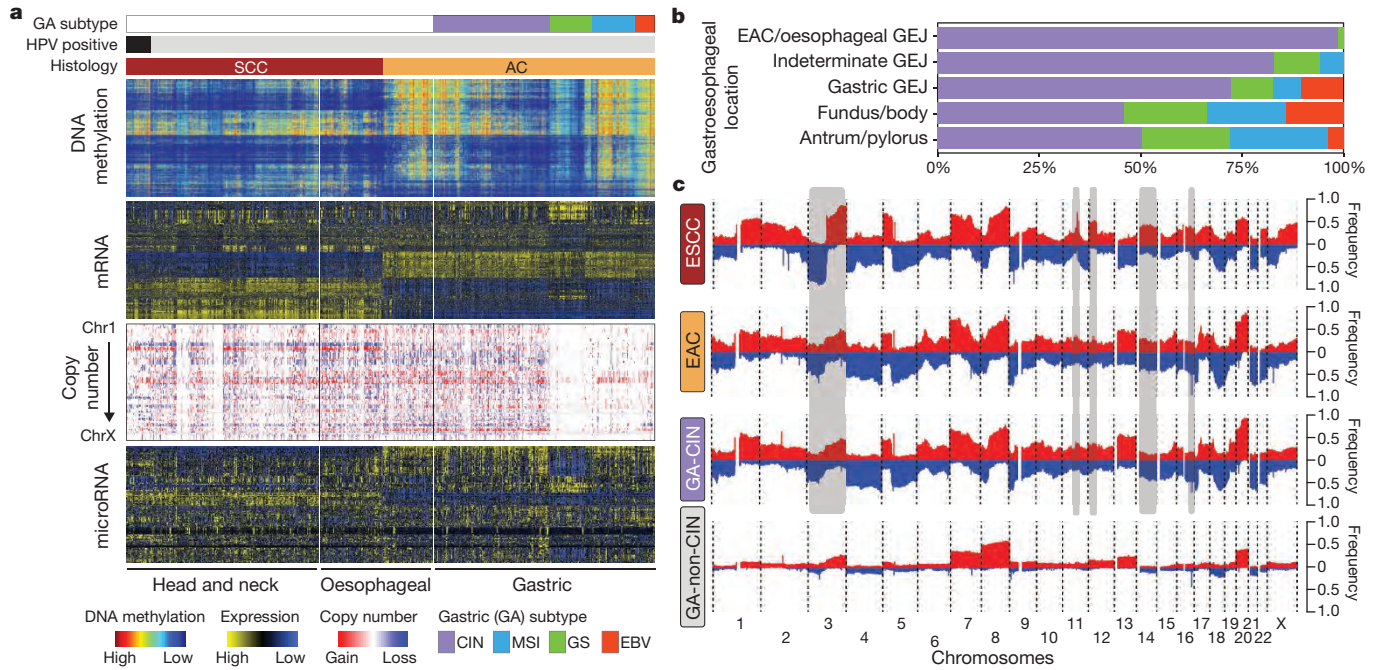 a
GA subtype
HPV positive
Histology
SCC
AC
DNA
methylation
mRNA
Chr1
Copy
number
ChrX
microRNA
Head and neck
Oesophageal
Gastric
DNA methylation
High
Low
Expression
High
Low
Copy number
Gain
Loss
Gastric (GA) subtype
CIN
MSI
GS
EBV
b
Gastroesophageal
location
EAC/oesophageal GEJ
Indeterminate GEJ
Gastric GEJ
Fundus/body
Antrum/pylorus
0%
25%
50%
75%
100%
c
ESCC
1.0
0.5
0
0.5
1.0
Frequency
EAC
1.0
0.5
0
0.5
1.0
Frequency
GA-CIN
1.0
0.5
0
0.5
1.0
Frequency
GA-non-CIN
1.0
0.5
0
0.5
1.0
Frequency
1 2 3 4 5 6 7 8 9 10 11 12 13 14 15 16 17 18 19 20 21 22 X
Chromosomes